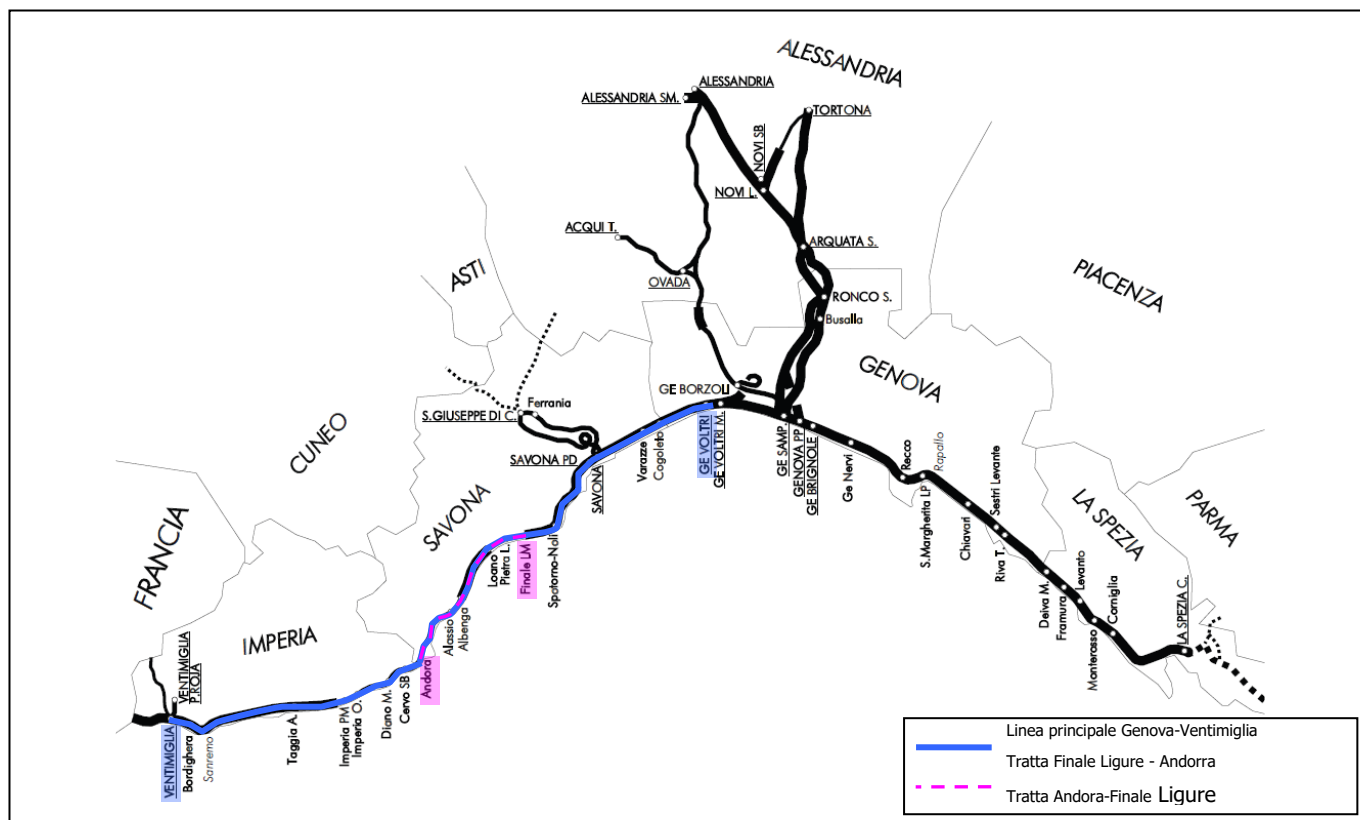 ALESSANDRIA
ALESSANDRIA
ALESSANDRIA SM.
TORTONA
NOVI SB
NOVI L.
ACQUI T.
ARQUATA S.
ASTI
OVADA
PIACENZA
RONCO S.
Busalla
GENOVA
GE BORZOLI
Ferrania
S.GIUSEPPE DI C.
CUNEO
SAVONA PD
SAVONA
Varazze
Cogoleto
GE VOLTRI
GE VOLTRI M.
GE SAMP.
GENOVA PP
GE BRIGNOLE
Ge Nervi
Recco
Rapallo
S.Margherita LP
Chiavari
Sestri Levante
Riva T.
LA SPEZIA
PARMA
SAVONA
FRANCIA
Loano
Pietra L.
Finale LM
Spotorno-Noli
Deiva M.
Framura
Levanto
Monterosso
Corniglia
LA SPEZIA C.
IMPERIA
Alassio
Albenga
Andora
VENTIMIGLIA
P.ROJA
VENTIMIGLIA
Bordighera
Sanremo
Taggia A.
Imperia PM
Imperia O.
Diano M.
Cervo SB
Linea principale Genova-Ventimiglia
Tratta Finale Ligure - Andorra
Tratta Andora-Finale Ligure